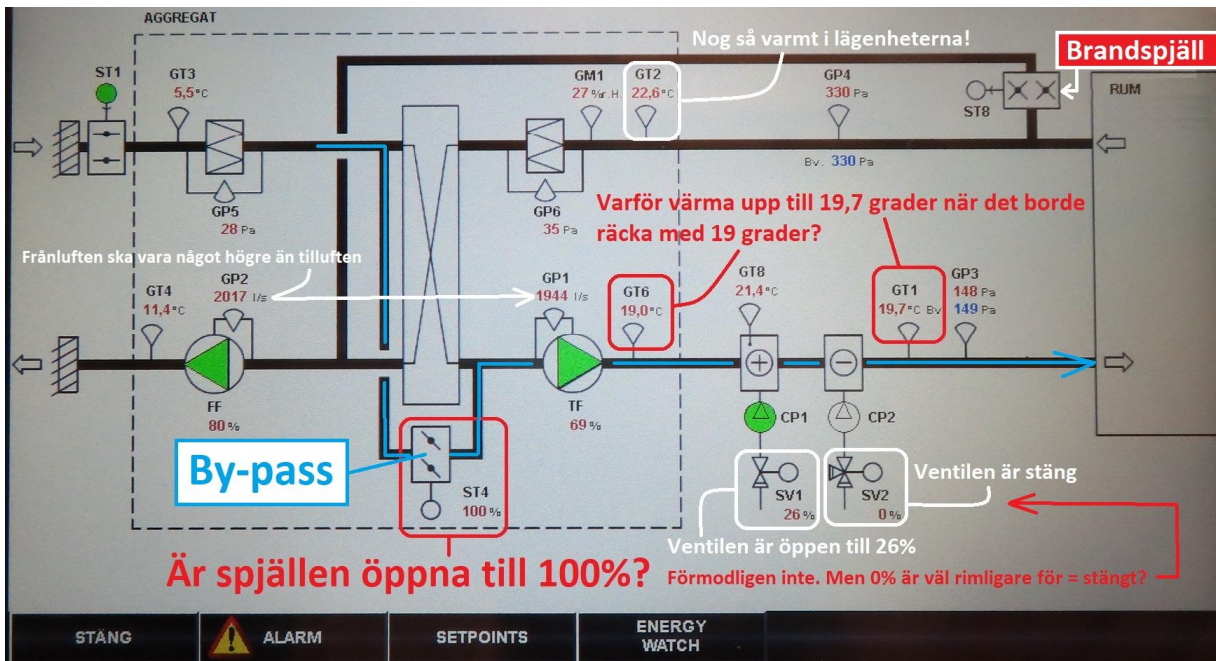 AGGREGAT
Nog så varmt i lägenheterna!
Brandspjäll
ST1
GT3
5,5°C
GM1
27 %r.H.
GT2
22,6°C
GP4
330 Pa
ST8
RUM
Bv. 330 Pa
GP5
28 Pa
GP6
35 Pa
Varför värma upp till 19,7 grader när det borde
räcka med 19 grader?
Frånluften ska vara något högre än tilluften
GT4
11,4°C
GP2
2017 l/s
GP1
1944 l/s
GT6
19,0°C
GT8
21,4°C
GT1
19,7°C Bv
GP3
148 Pa
149 Pa
FF
80 %
TF
69 %
CP1
CP2
By-pass
ST4
100 %
SV1
26 %
SV2
0 %
Ventilen är stäng
Ventilen är öppen till 26%
Är spjällen öppna till 100%?
Förmodligen inte. Men 0% är väl rimligare för = stängt?
STÄNG
ALARM
SETPOINTS
ENERGY
WATCH